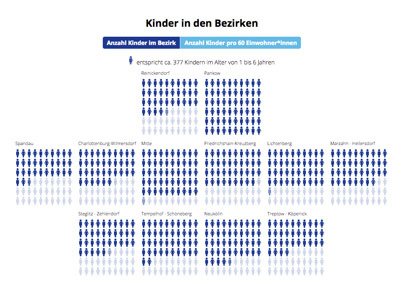 Kinder in den Bezirken
Anzahl Kinder im Bezirk Anzahl Kinder pro 60 Einwohner*innen
entspricht ca. 377 Kindern im Alter von 1 bis 6 Jahren
Reinickendorf Pankow
Spandau Charlottenburg-Wilmersdorf Mitte Friedrichshain-Kreuzberg Lichtenberg Marzahn - Hellersdorf
Steglitz - Zehlendorf Tempelhof - Schöneberg Neukölln Treptow - Köpenick